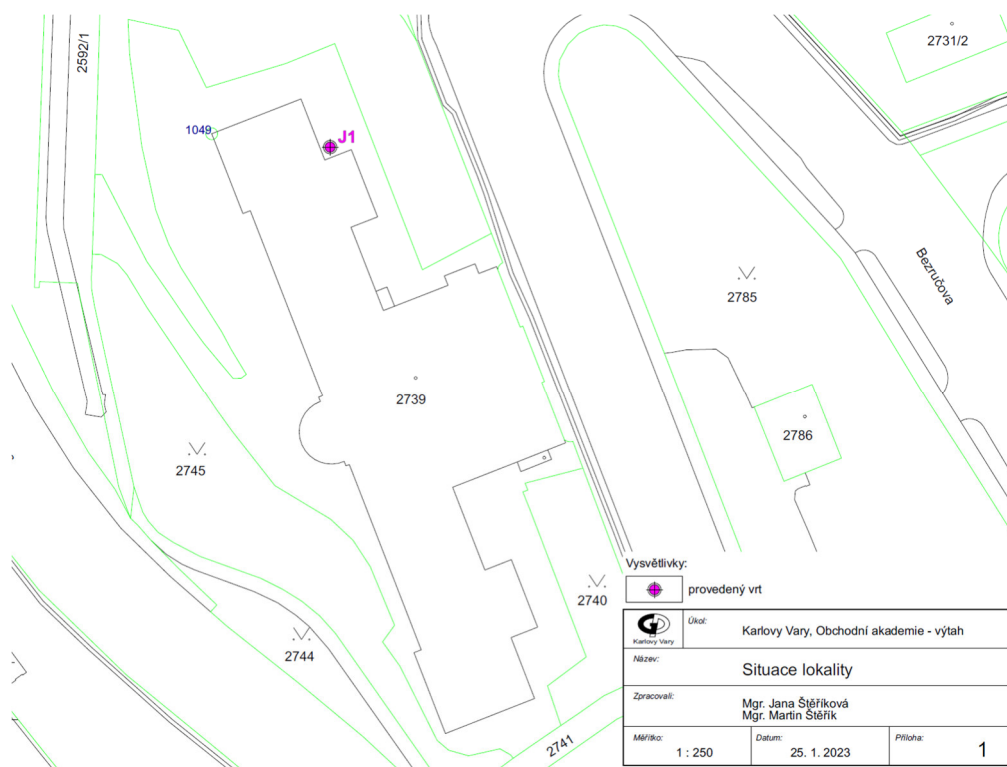 2592/1
2731/2
1049
J1
Bezručova
2785
2739
2786
2745
2740
2744
2741
Vysvětlivky:
provedený vrt
Karlovy Vary
Úkol:
Karlovy Vary, Obchodní akademie - výtah
Název:
Situace lokality
Zpracovali:
Mgr. Jana Štěříková
Mgr. Martin Štěřík
Měřítko:
1 : 250
Datum:
25. 1. 2023
Příloha:
1